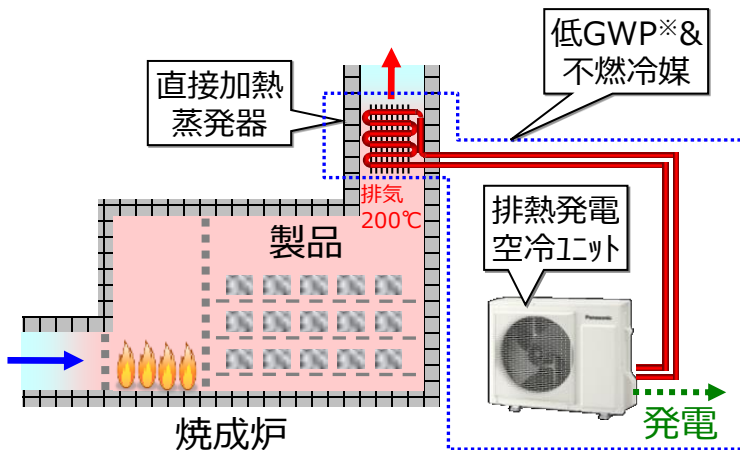 低GWP※&
不燃冷媒
直接加熱
蒸発器
排気
200℃
製品
排熱発電
空冷ﾕﾆｯﾄ
Panasonic
発電
焼成炉